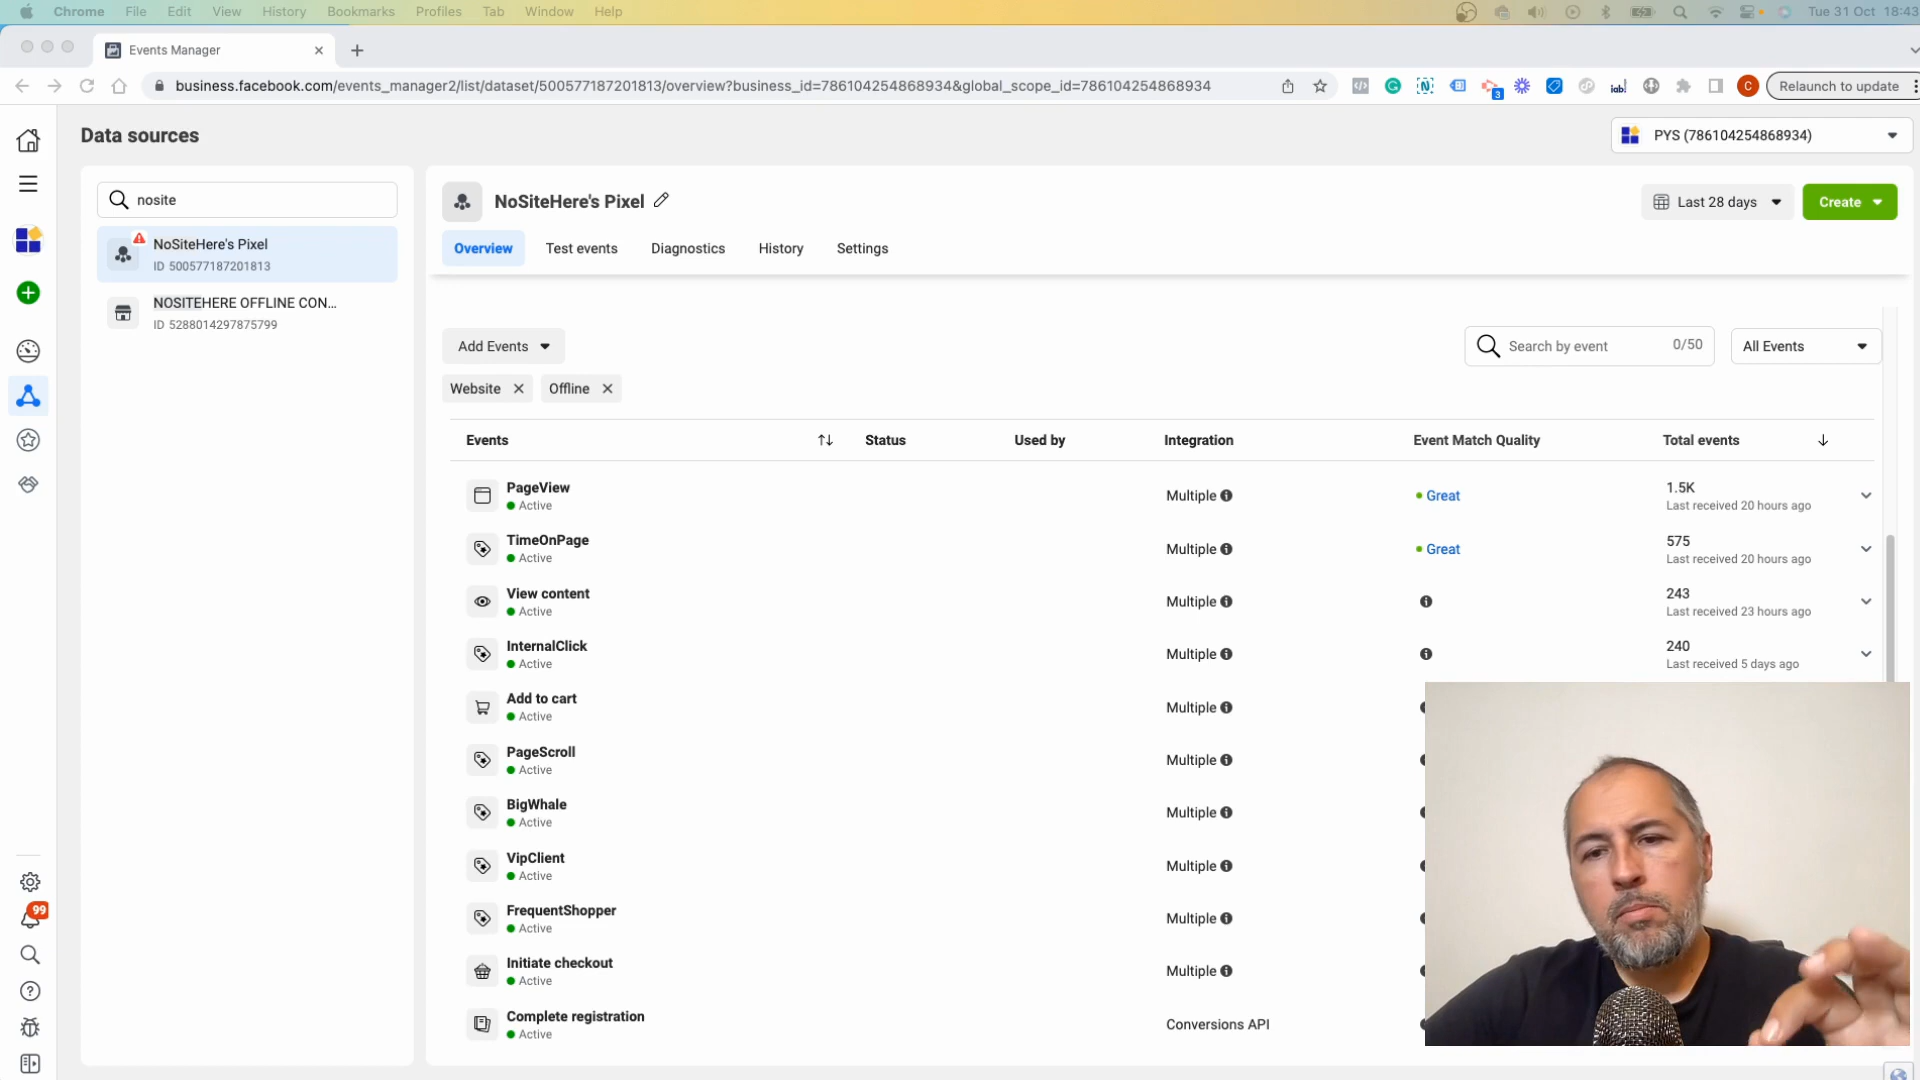 Chrome File Edit View History Bookmarks Profiles Tab Window Help
Tue 31 Oct 18:43
Events Manager
business.facebook.com/events_manager2/list/dataset/500577187201813/overview?business_id=786104254868934&global_scope_id=786104254868934
3
iab!
C
Relaunch to update
Data sources
PYS (786104254868934)
nosite
NoSiteHere's Pixel
ID 500577187201813
NOSITEHERE OFFLINE CON...
ID 5288014297875799
99
NoSiteHere's Pixel
Last 28 days
Create
Overview Test events Diagnostics History Settings
Add Events
Search by event 0/50
All Events
Website
Offline
Events Status Used by Integration Event Match Quality Total events
PageView
Active
Multiple
Great
1.5K
Last received 20 hours ago
TimeOnPage
Active
Multiple
Great
575
Last received 20 hours ago
View content
Active
Multiple
243
Last received 23 hours ago
InternalClick
Active
Multiple
240
Last received 5 days ago
Add to cart
Active
Multiple
PageScroll
Active
Multiple
BigWhale
Active
Multiple
VipClient
Active
Multiple
FrequentShopper
Active
Multiple
Initiate checkout
Active
Multiple
Complete registration
Active
Conversions API